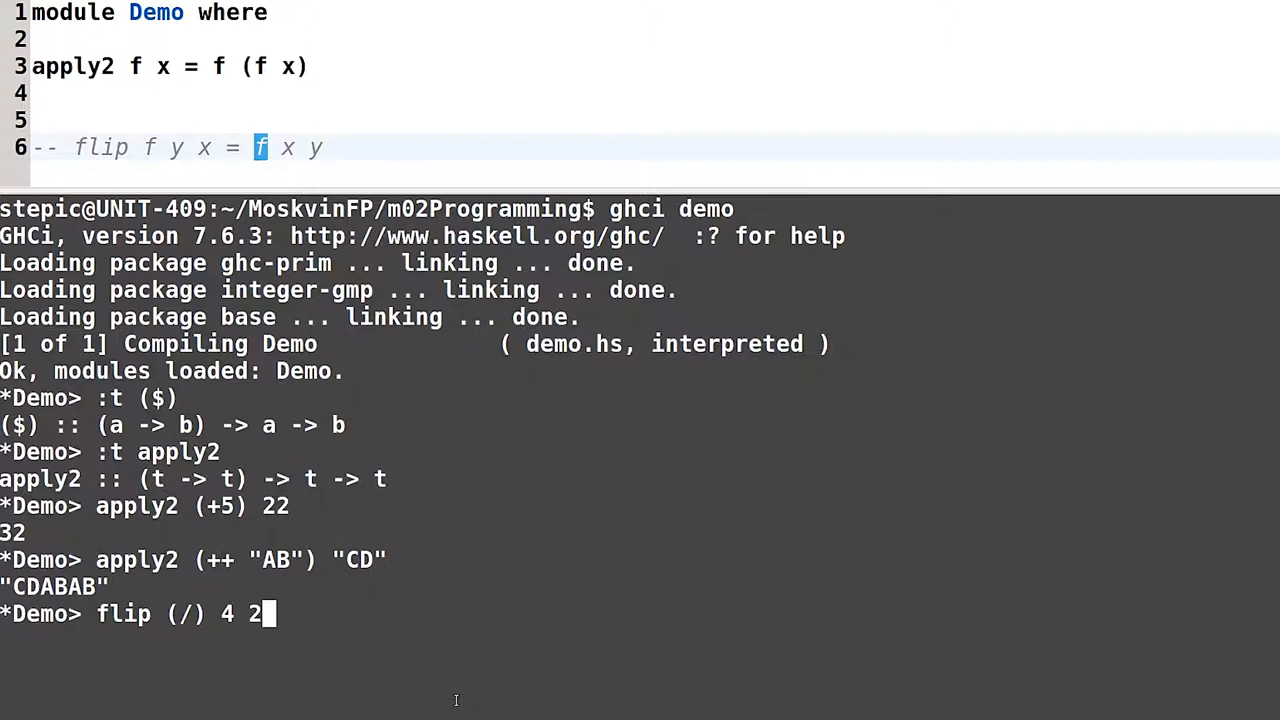 1 module Demo where
2
3 apply2 f x = f (f x)
4
5
6 -- flip f y x = f x y
stepic@UNIT-409:~/MoskvinFP/m02Programming$ ghci demo
GHCi, version 7.6.3: http://www.haskell.org/ghc/  :? for help
Loading package ghc-prim ... linking ... done.
Loading package integer-gmp ... linking ... done.
Loading package base ... linking ... done.
[1 of 1] Compiling Demo             ( demo.hs, interpreted )
Ok, modules loaded: Demo.
*Demo> :t ($)
($) :: (a -> b) -> a -> b
*Demo> :t apply2
apply2 :: (t -> t) -> t -> t
*Demo> apply2 (+5) 22
32
*Demo> apply2 (++ "AB") "CD"
"CDABAB"
*Demo> flip (/) 4 2